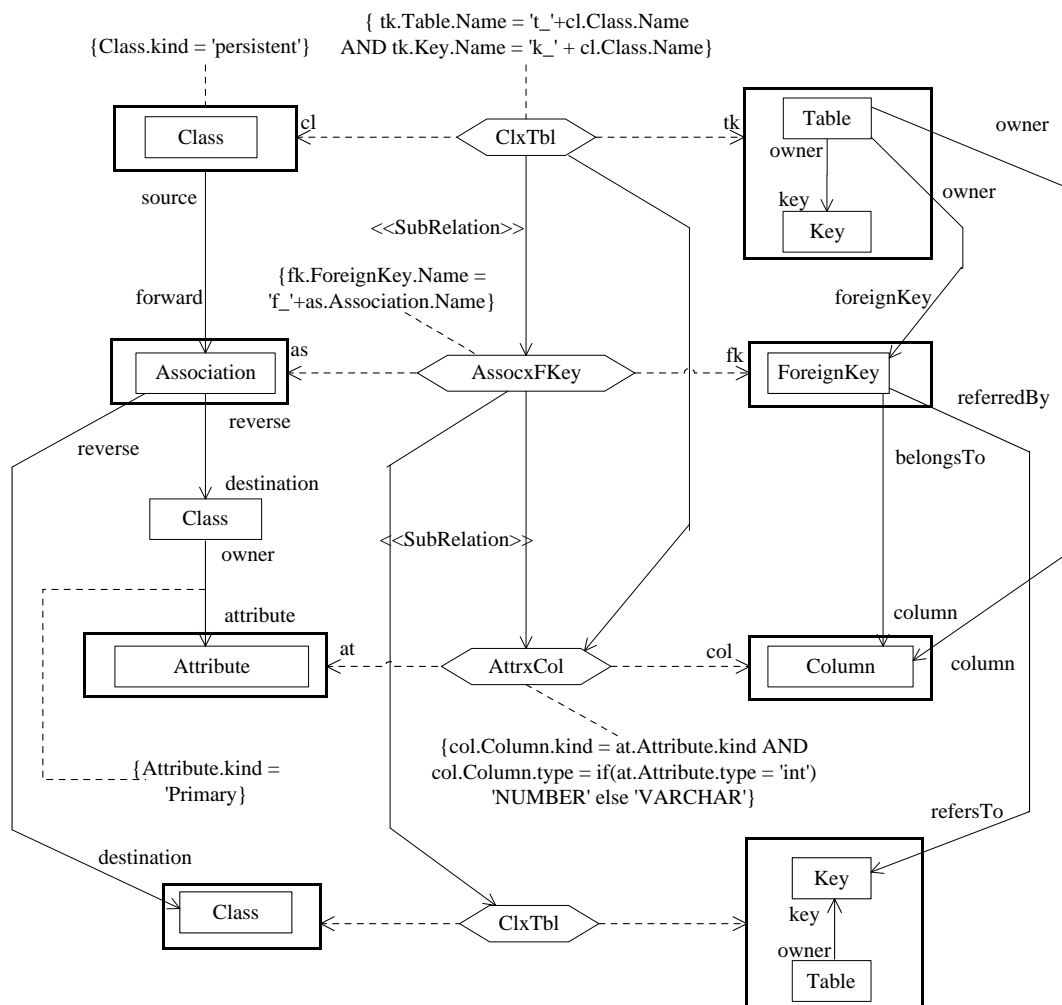 { tk.Table.Name = 't_'+cl.Class.Name
AND tk.Key.Name = 'k_' + cl.Class.Name}
{Class.kind = 'persistent'}
cl
Class
ClxTbl
tk
Table
owner
owner
key
Key
owner
source
<<SubRelation>>
{fk.ForeignKey.Name =
'f_'+as.Association.Name}
forward
foreignKey
as
Association
AssocxFKey
fk
ForeignKey
reverse
reverse
referredBy
belongsTo
destination
Class
owner
<<SubRelation>>
attribute
column
at
Attribute
AttrxCol
col
Column
column
{col.Column.kind = at.Attribute.kind AND
col.Column.type = if(at.Attribute.type = 'int')
'NUMBER' else 'VARCHAR'}
{Attribute.kind =
'Primary}
refersTo
destination
Key
key
Class
ClxTbl
owner
Table